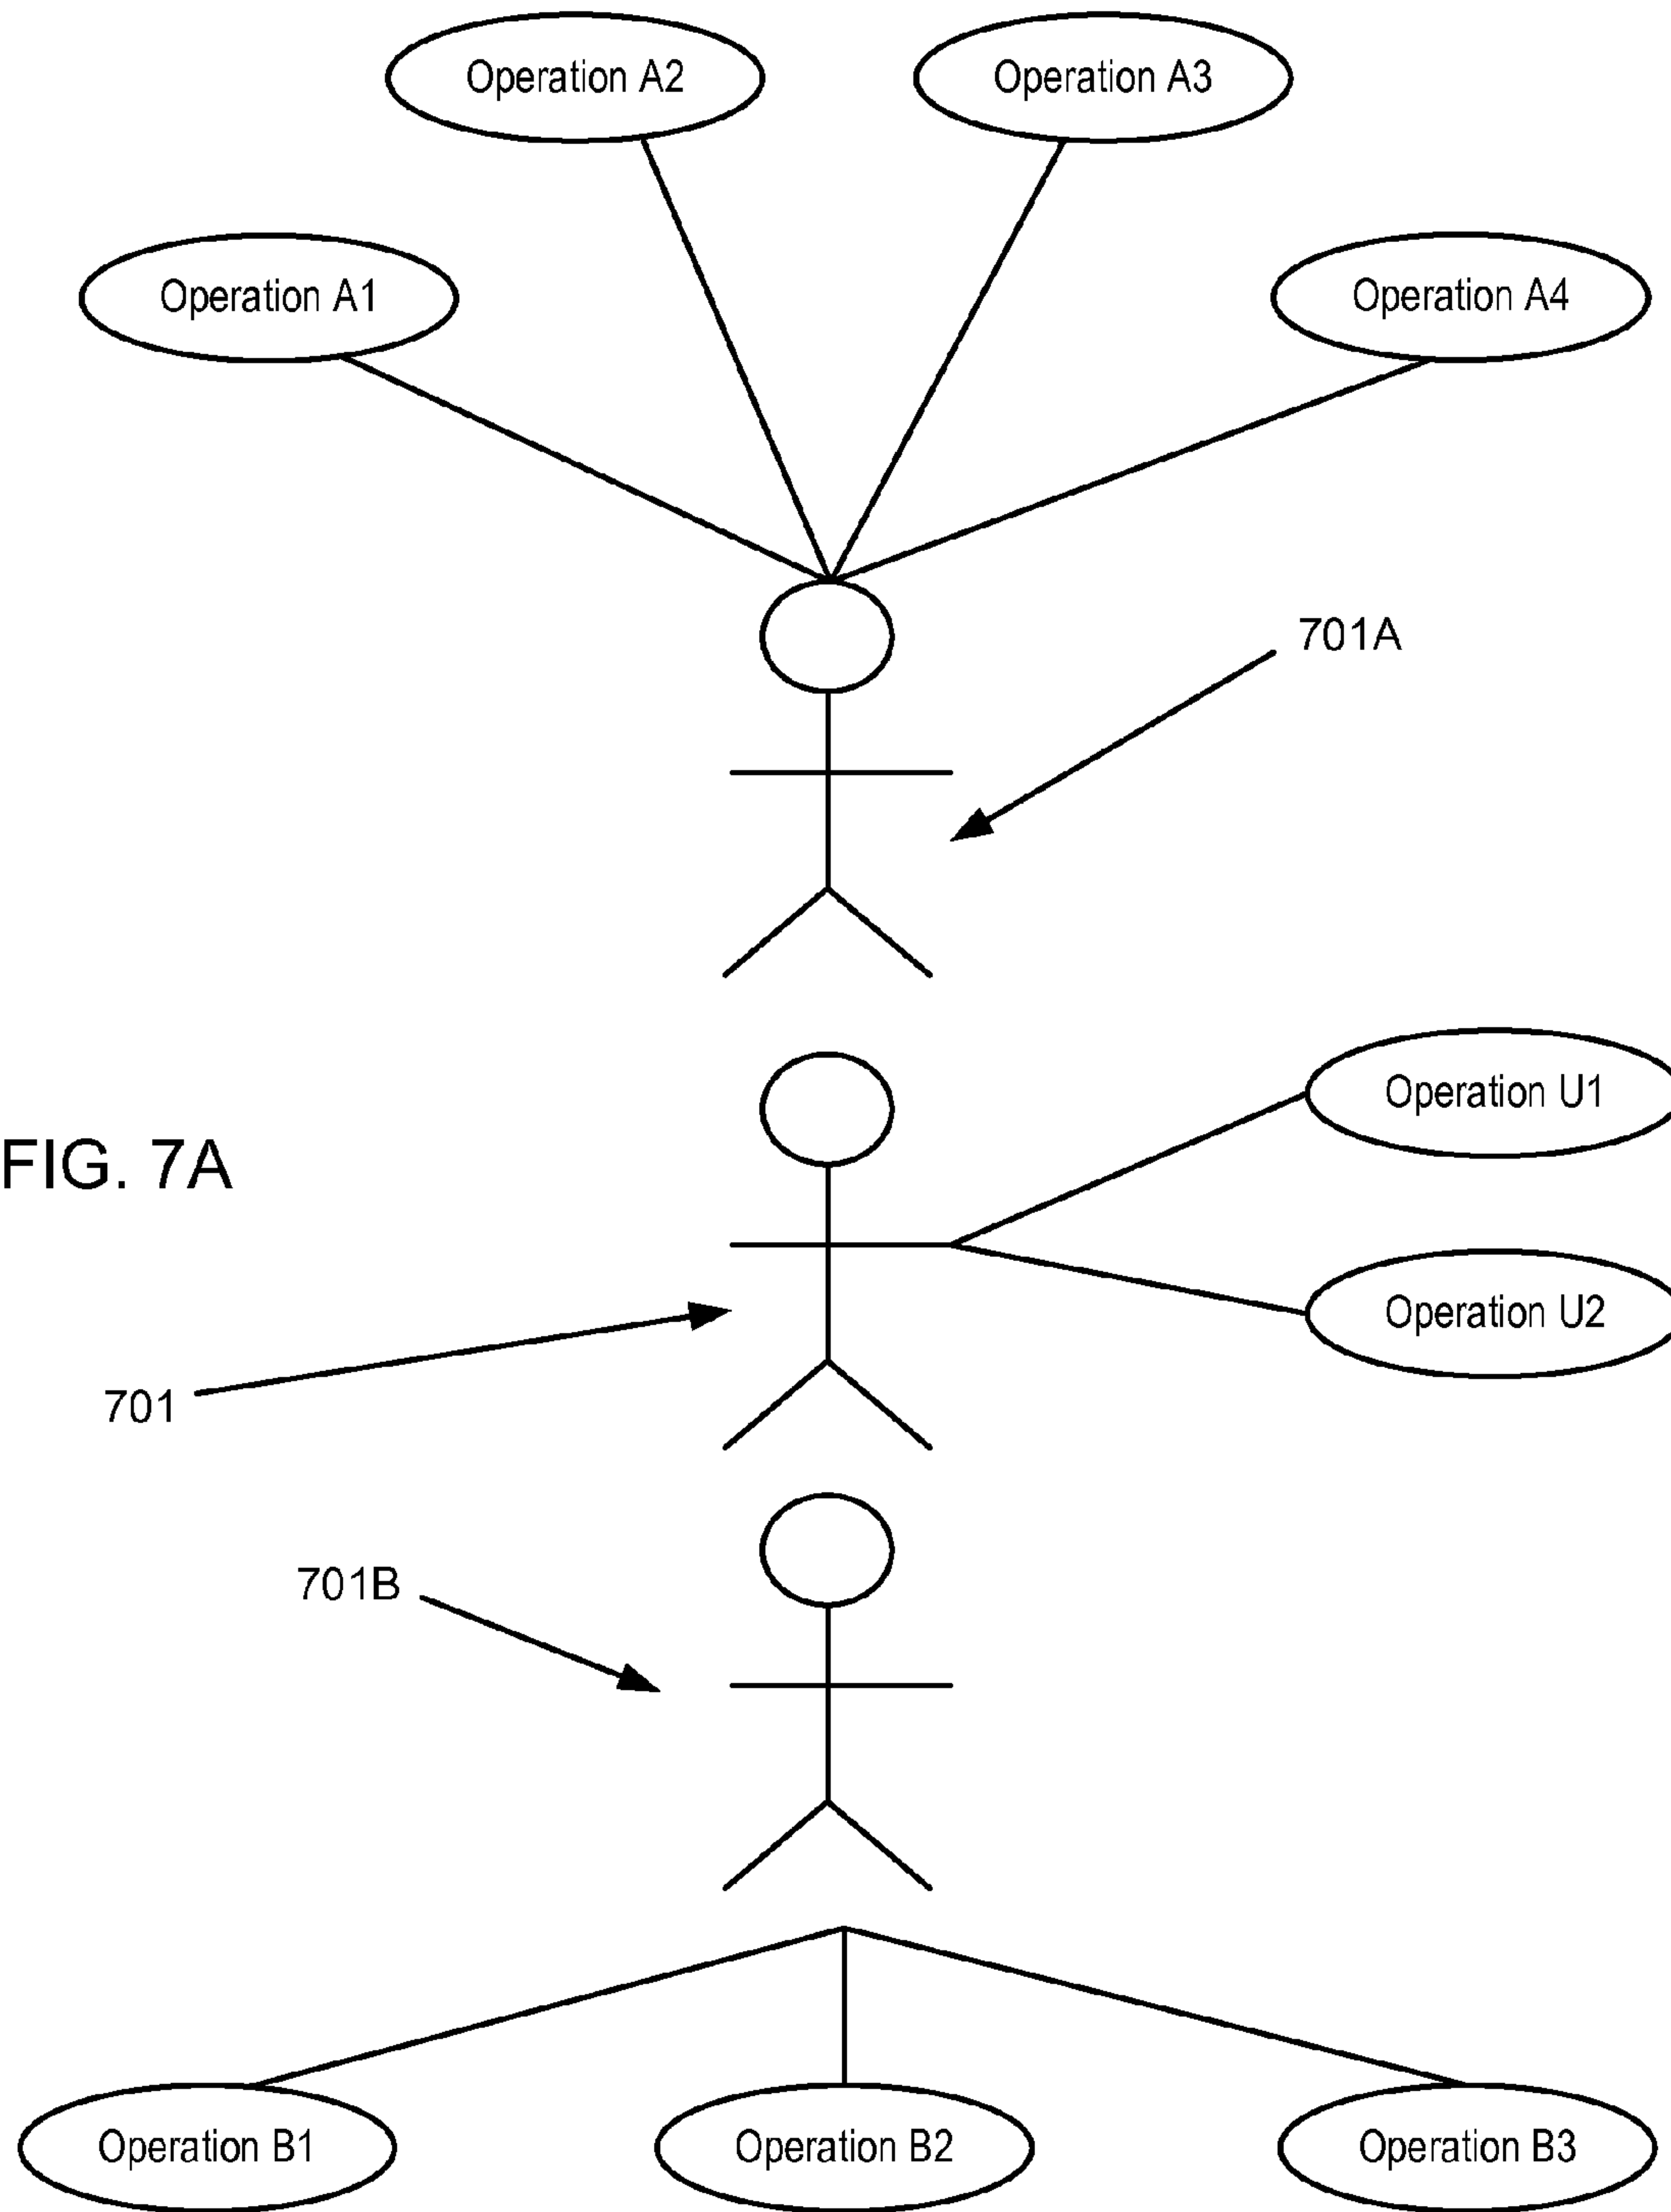 Operation A2
Operation A3
Operation A1
Operation A4
701A
Operation U1
FIG. 7A
Operation U2
701
701B
Operation B1
Operation B2
Operation B3